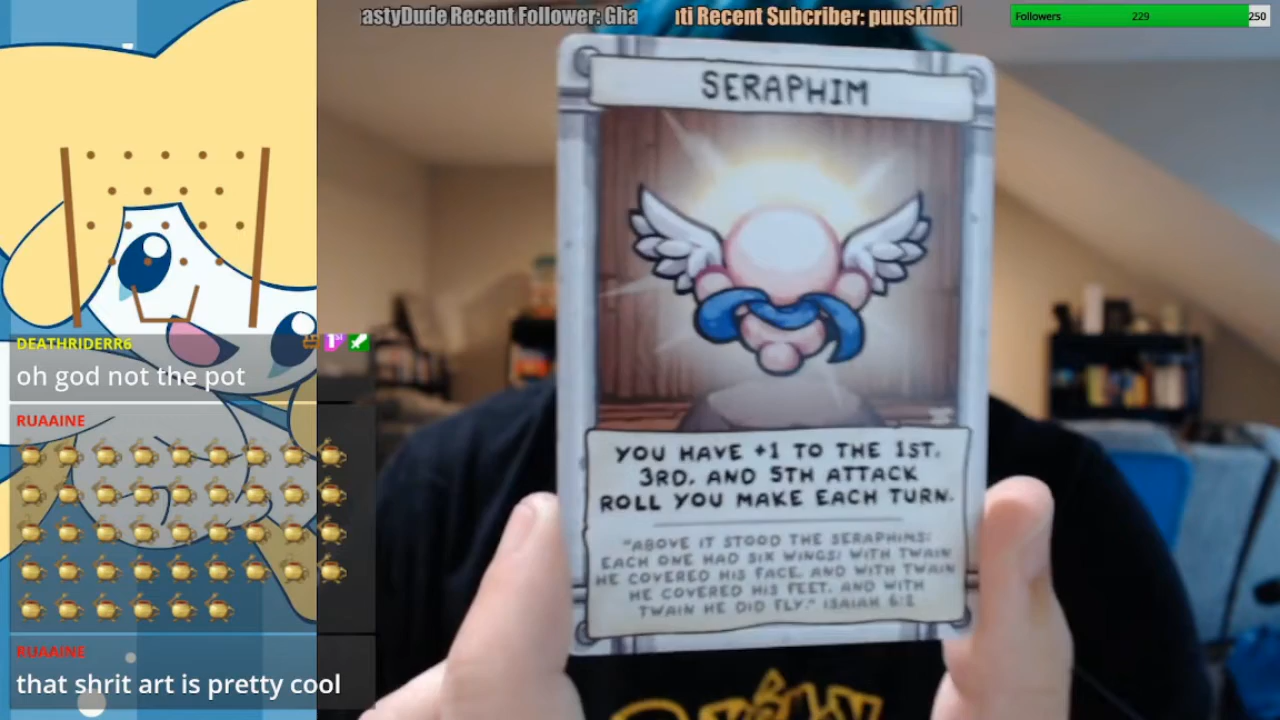 astyDude Recent Follower: Gha
ti Recent Subcriber: puuskinti
Followers 229 250
SERAPHIM
YOU HAVE +1 TO THE 1ST,
3RD, AND 5TH ATTACK
ROLL YOU MAKE EACH TURN.
"ABOVE IT STOOD THE SERAPHIMS:
EACH ONE HAD SIX WINGS; WITH TWAIN
HE COVERED HIS FACE, AND WITH TWAIN
HE COVERED HIS FEET, AND WITH
TWAIN HE DID FLY." ISAIAH 6:2
DEATHRIDERR6 1st
oh god not the pot
RUAAINE
RUAAINE
that shrit art is pretty cool
POKÉM